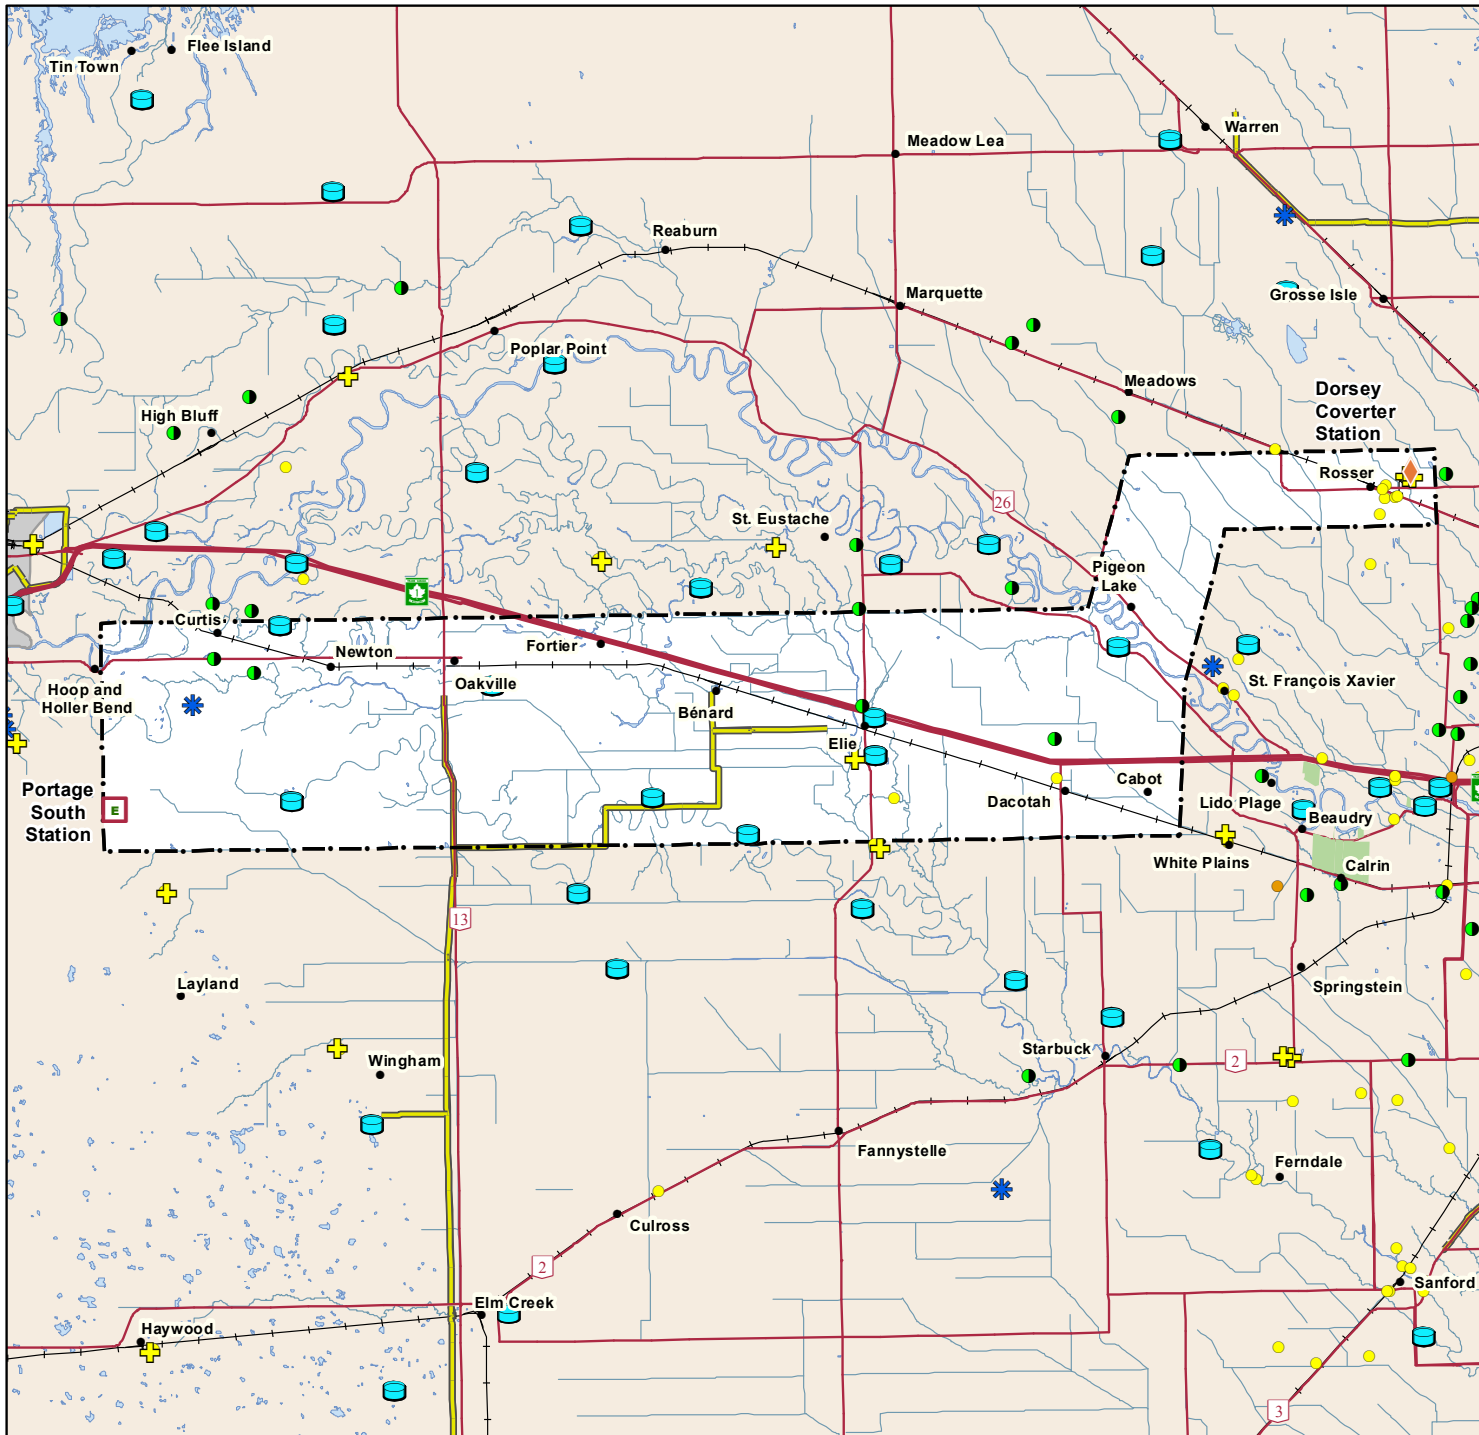 Flee Island
Tin Town
Warren
Meadow Lea
Reaburn
Marquette
Grosse Isle
Poplar Point
Meadows
Dorsey
Coverter
Station
High Bluff
Rosser
26
St. Eustache
Pigeon
Lake
1
Curtis
Fortier
Newton
Oakville
Hoop and
Holler Bend
St. François Xavier
Bénard
Elie
Cabot
Dacotah
Lido Plage
Beaudry
Portage
South
Station
E
White Plains
Calrin
13
Layland
Springstein
Starbuck
2
Wingham
Fannystelle
Ferndale
Culross
2
Sanford
Elm Creek
Haywood
3